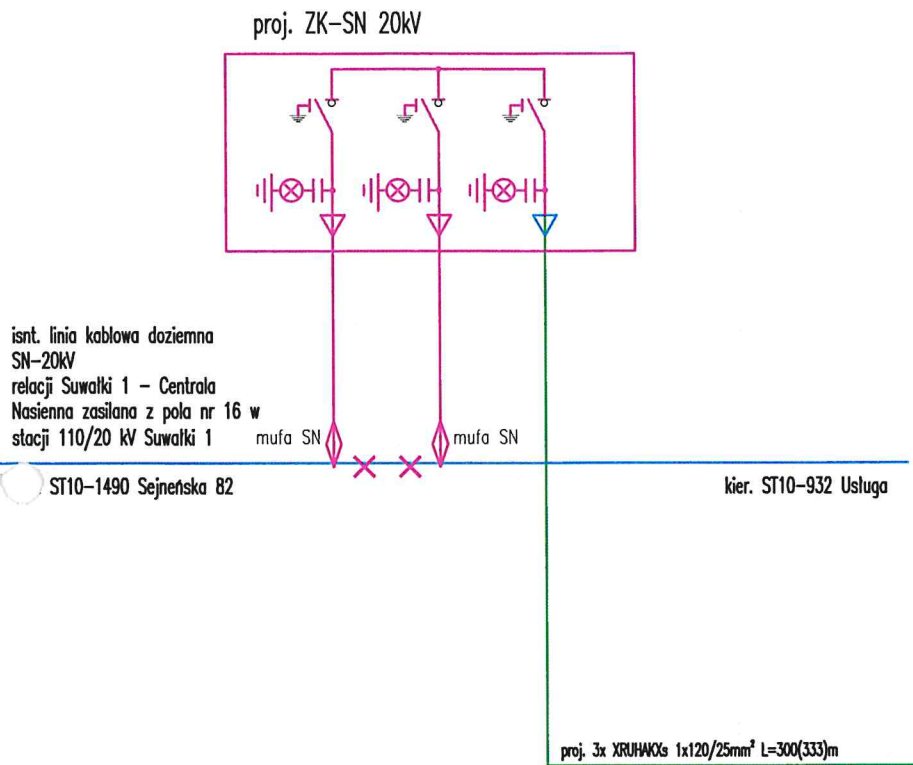 proj. ZK-SN 20kV
isnt. linia kablowa doziemna
SN-20kV
relacji Suwałki 1 - Centrala
Nasienna zasilana z pola nr 16 w
stacji 110/20 kV Suwałki 1
mufa SN
mufa SN
ST10-1490 Sejneńska 82
kier. ST10-932 Usługa
proj. 3x XRUHAKXs 1x120/25mm² L=300(333)m